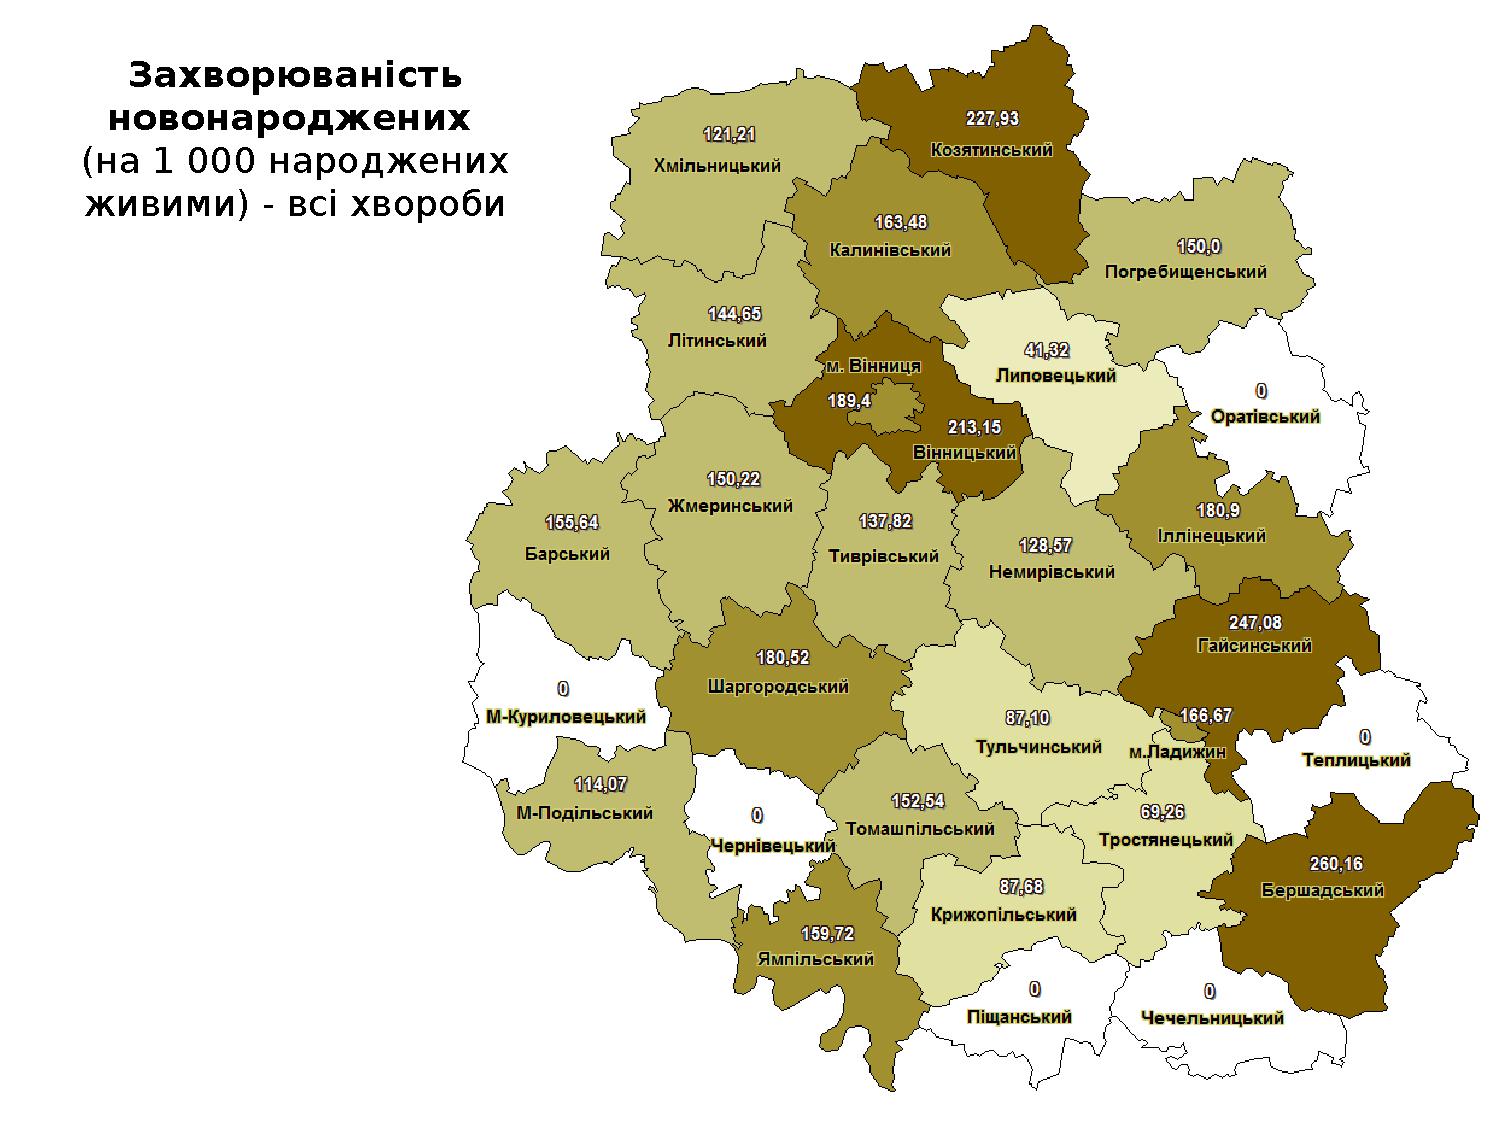 Захворюваність
новонароджених
(на 1 000 народжених
живими) - всі хвороби
227,93
Козятинський
121,21
Хмільницький
163,48
Калинівський
150,0
Погребищенський
144,65
Літинський
41,32
Липовецький
м. Вінниця
189,4
213,15
Вінницький
0
Оратівський
150,22
Жмеринський
155,64
Барський
137,82
Тиврівський
128,57
Немирівський
180,9
Іллінецький
247,08
Гайсинський
180,52
Шаргородський
0
М-Куриловецький
87,10
Тульчинський
166,67
м.Ладижин
0
Теплицький
114,07
М-Подільський
0
Чернівецький
152,54
Томашпільський
69,26
Тростянецький
260,16
Бершадський
87,68
Крижопільський
159,72
Ямпільський
0
Піщанський
0
Чечельницький